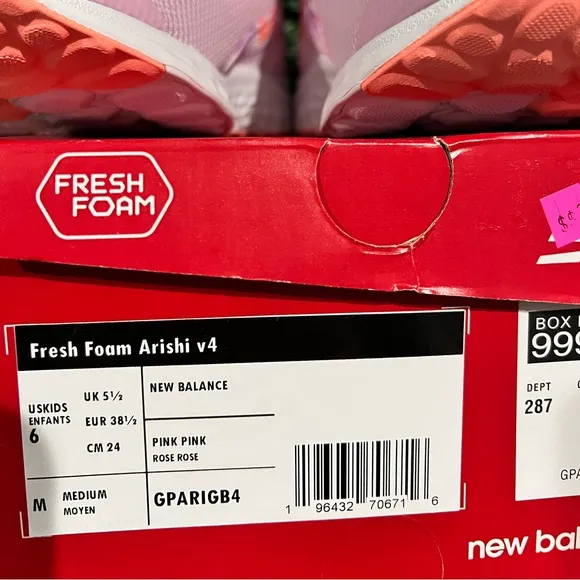 FRESH
FOAM
Fresh Foam Arishi v4
USKIDS
ENFANTS
6
UK 5½
EUR 38½
CM 24
NEW BALANCE
PINK PINK
ROSE ROSE
M
MEDIUM
MOYEN
GPARIGB4
1 96432 70671 6
BOX
999
DEPT
287
GPA
new bal